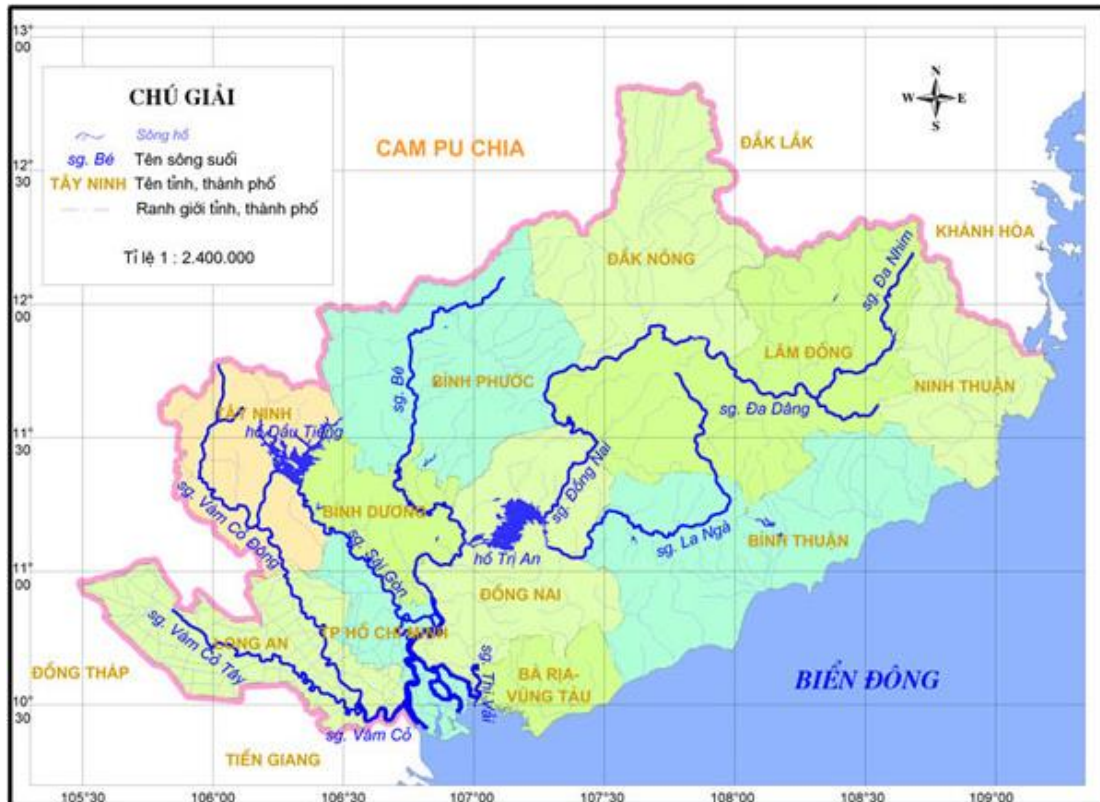 13°
00
12°
30
12°
00
11°
30
11°
00
10°
30
CHÚ GIẢI
Sông hồ
sg. Bé Tên sông suối
TÂY NINH Tên tỉnh, thành phố
Ranh giới tỉnh, thành phố
Tỉ lệ 1 : 2.400.000
N
W E
S
CAM PU CHIA
ĐẮK LẮK
KHÁNH HÒA
ĐẮK NÔNG
sg. Đa Nhim
LÂM ĐỒNG
NINH THUẬN
BÌNH PHƯỚC
sg. Bé
sg. Đa Dâng
TÂY NINH
hồ Dầu Tiếng
sg. Đồng Nai
sg. Vàm Cỏ Đông
BÌNH DƯƠNG
sg. Sài Gòn
sg. La Ngà
BÌNH THUẬN
hồ Trị An
ĐỒNG NAI
TP HỒ CHÍ MINH
LONG AN
sg. Vàm Cỏ Tây
ĐỒNG THÁP
sg. Thị Vải
BÀ RỊA-
VŨNG TÀU
BIỂN ĐÔNG
sg. Vàm Cỏ
TIỀN GIANG
105°30 106°00 106°30 107°00 107°30 108°00 108°30 109°00